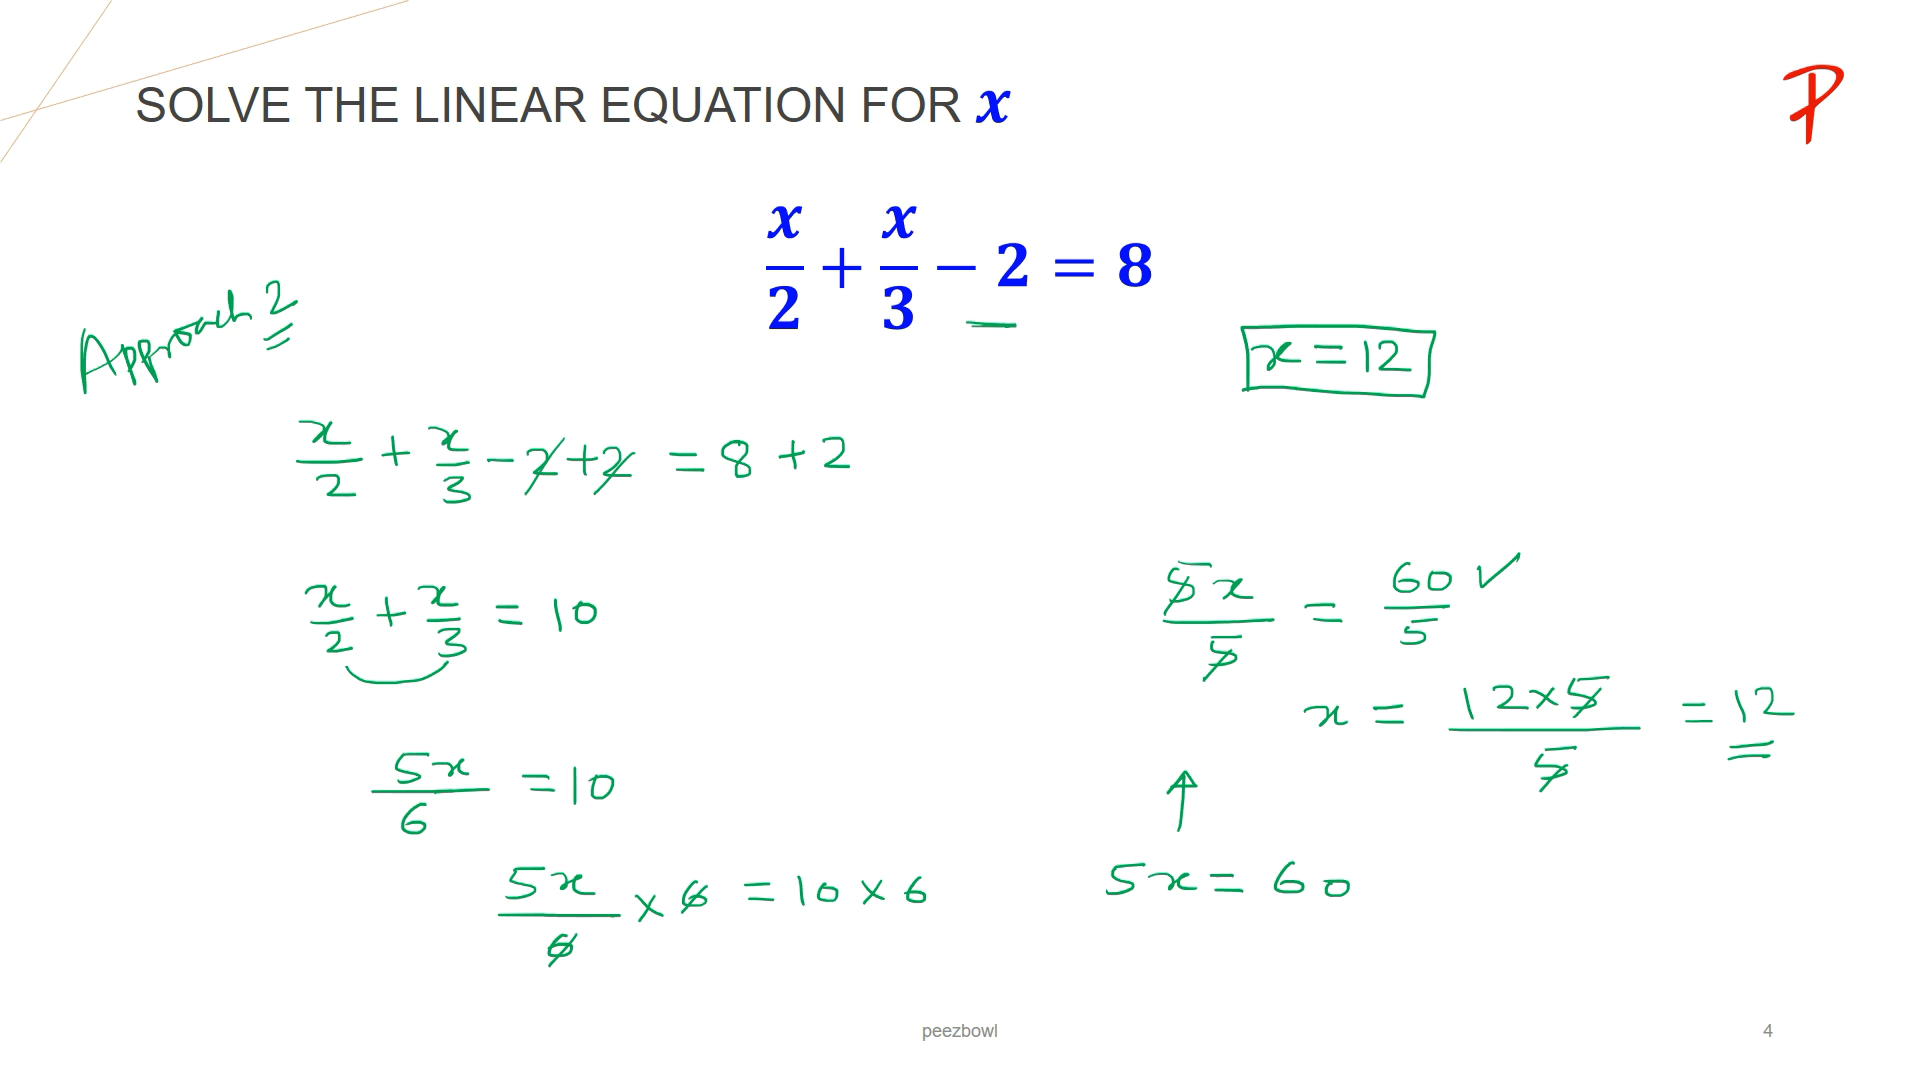 SOLVE THE LINEAR EQUATION FOR x
P
x/2 + x/3 − 2 = 8
Approach 2
x = 12
x/2 + x/3 − 2 + 2 = 8 + 2
x/2 + x/3 = 10
5x/6 = 10
5x/6 × 6 = 10 × 6
5x = 60
↑
5x/5 = 60/5 ✓
x = 12×5/5 = 12
peezbowl
4